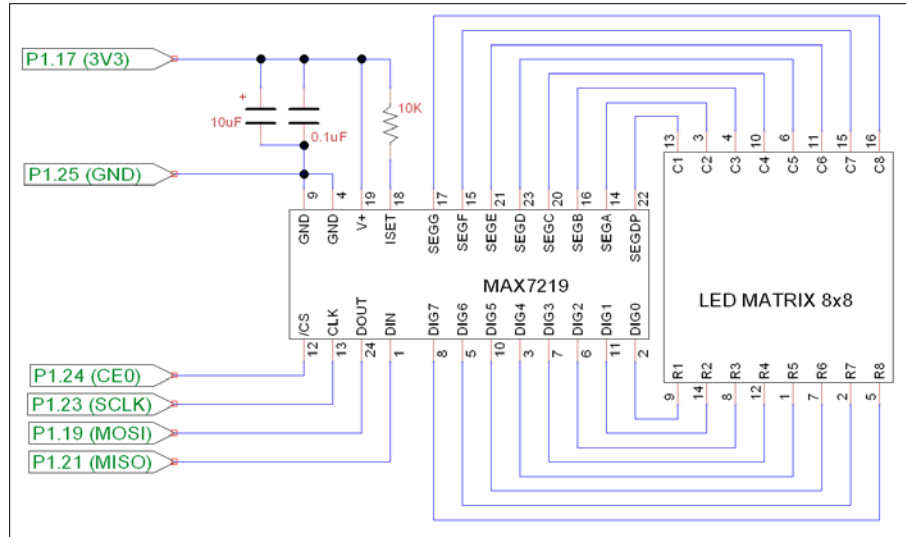 P1.17 (3V3)
+
10uF
0.1uF
10K
P1.25 (GND)
9 4 19 18 17 15 21 23 20 16 14 22
GND GND V+ ISET SEGG SEGF SEGE SEGD SEGC SEGB SEGA SEGDP
MAX7219
/CS CLK DOUT DIN DIG7 DIG6 DIG5 DIG4 DIG3 DIG2 DIG1 DIG0
12 13 24 1 8 5 10 3 7 6 11 2
13 3 4 10 6 11 15 16
C1 C2 C3 C4 C5 C6 C7 C8
LED MATRIX 8x8
R1 R2 R3 R4 R5 R6 R7 R8
9 14 8 12 1 7 2 5
P1.24 (CE0)
P1.23 (SCLK)
P1.19 (MOSI)
P1.21 (MISO)